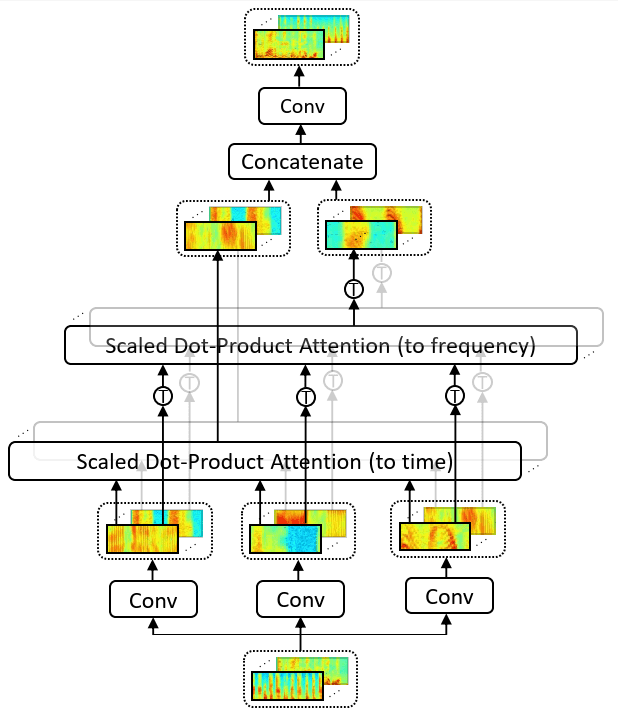 Conv
Concatenate
T
T
Scaled Dot-Product Attention (to frequency)
T T T T T T
Scaled Dot-Product Attention (to time)
Conv Conv Conv